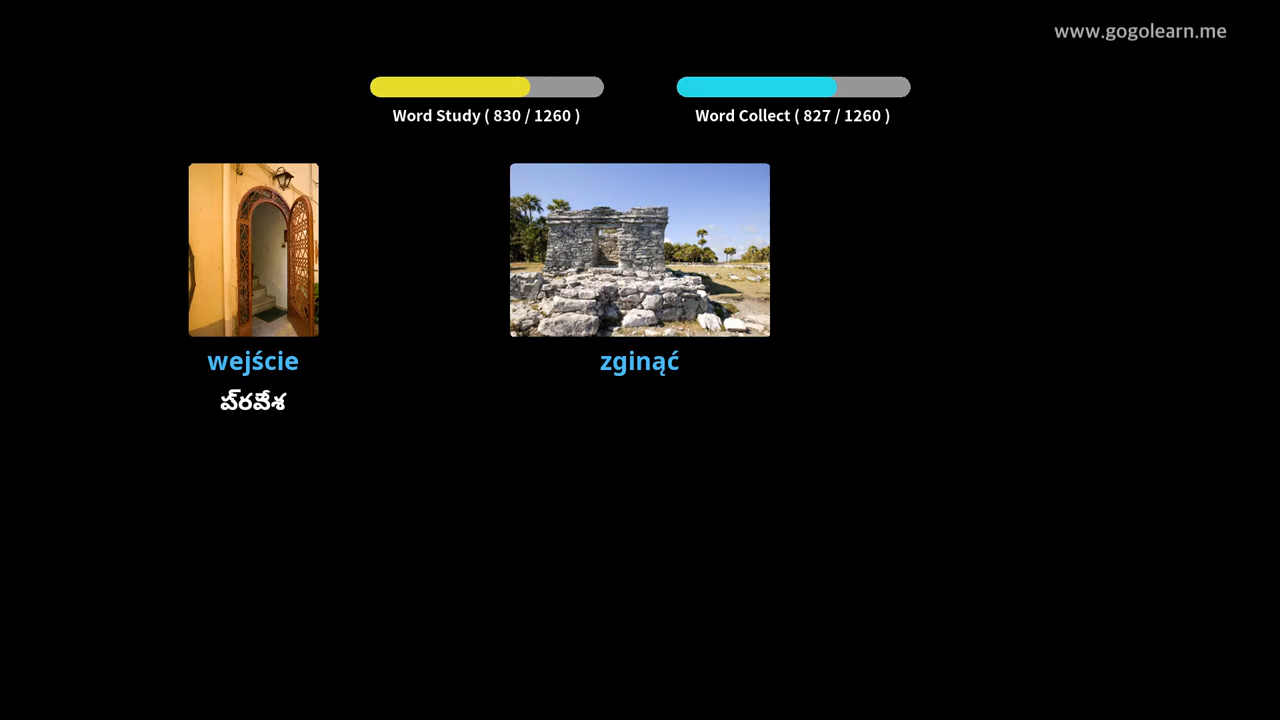 www.gogolearn.me
Word Study ( 830 / 1260 )
Word Collect ( 827 / 1260 )
wejście
zginąć
ప్రవేశ